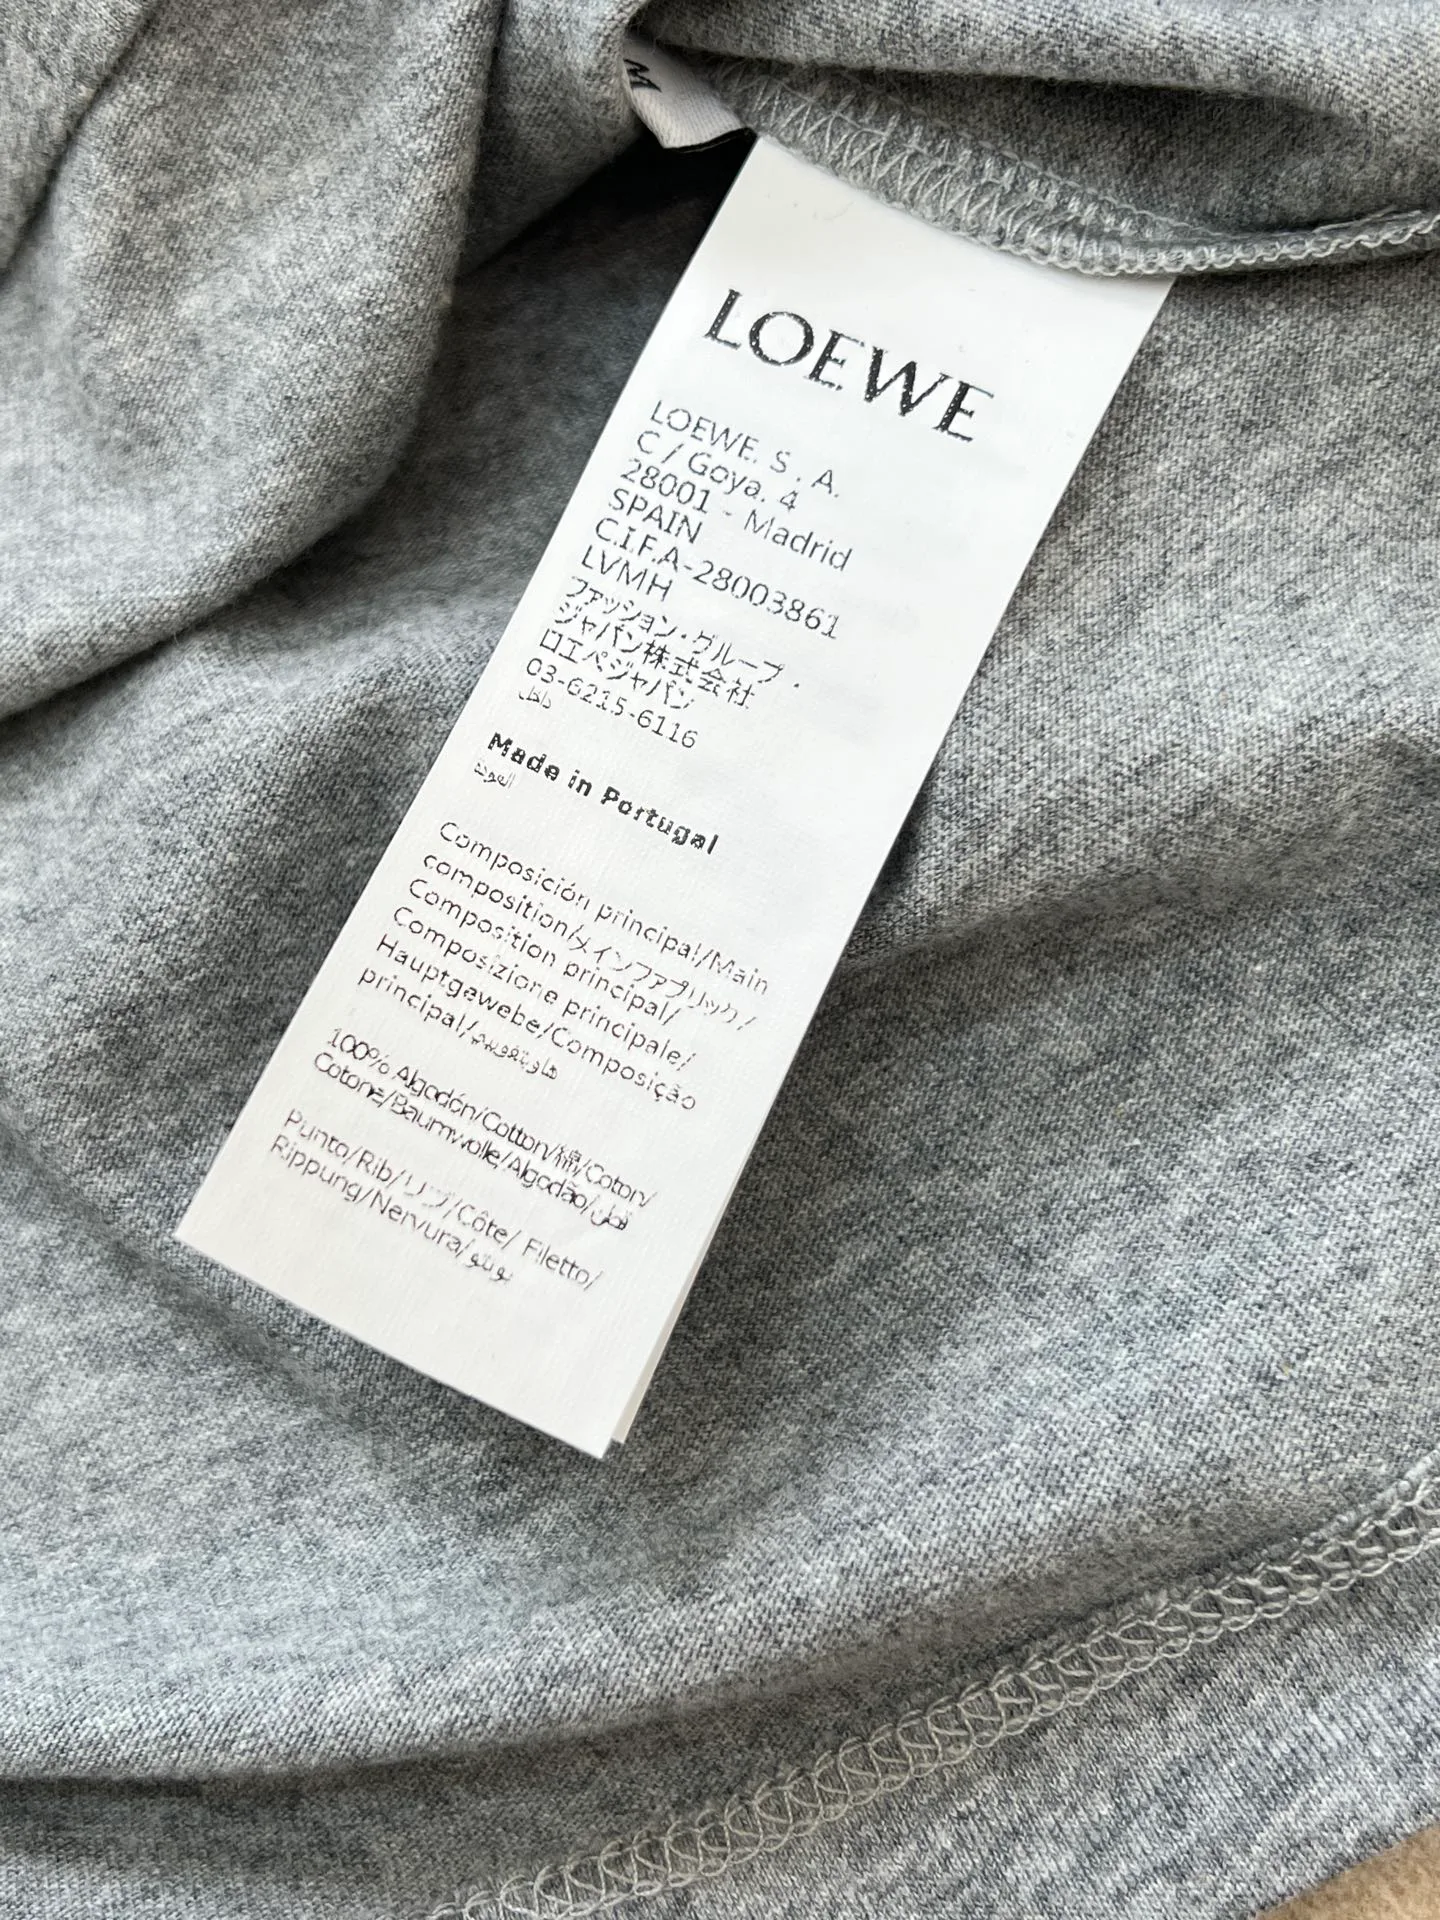 M
LOEWE
LOEWE. S . A.
C / Goya. 4
28001 - Madrid
SPAIN
C.I.F.A-28003861
LVMH
ファッション・グループ・
ジャパン株式会社
ロエベジャパン
03-6215-6116
Made in Portugal
Composición principal/Main
composition/メインファブリック/
Composition principal/
Composizione principale/
Hauptgewebe/Composição
principal/
100% Algodón/Cotton/綿/Coton/
Cotone/Baumwolle/Algodão/
Punto/Rib/リブ/Côte/ Filetto/
Rippung/Nervura/بونتو